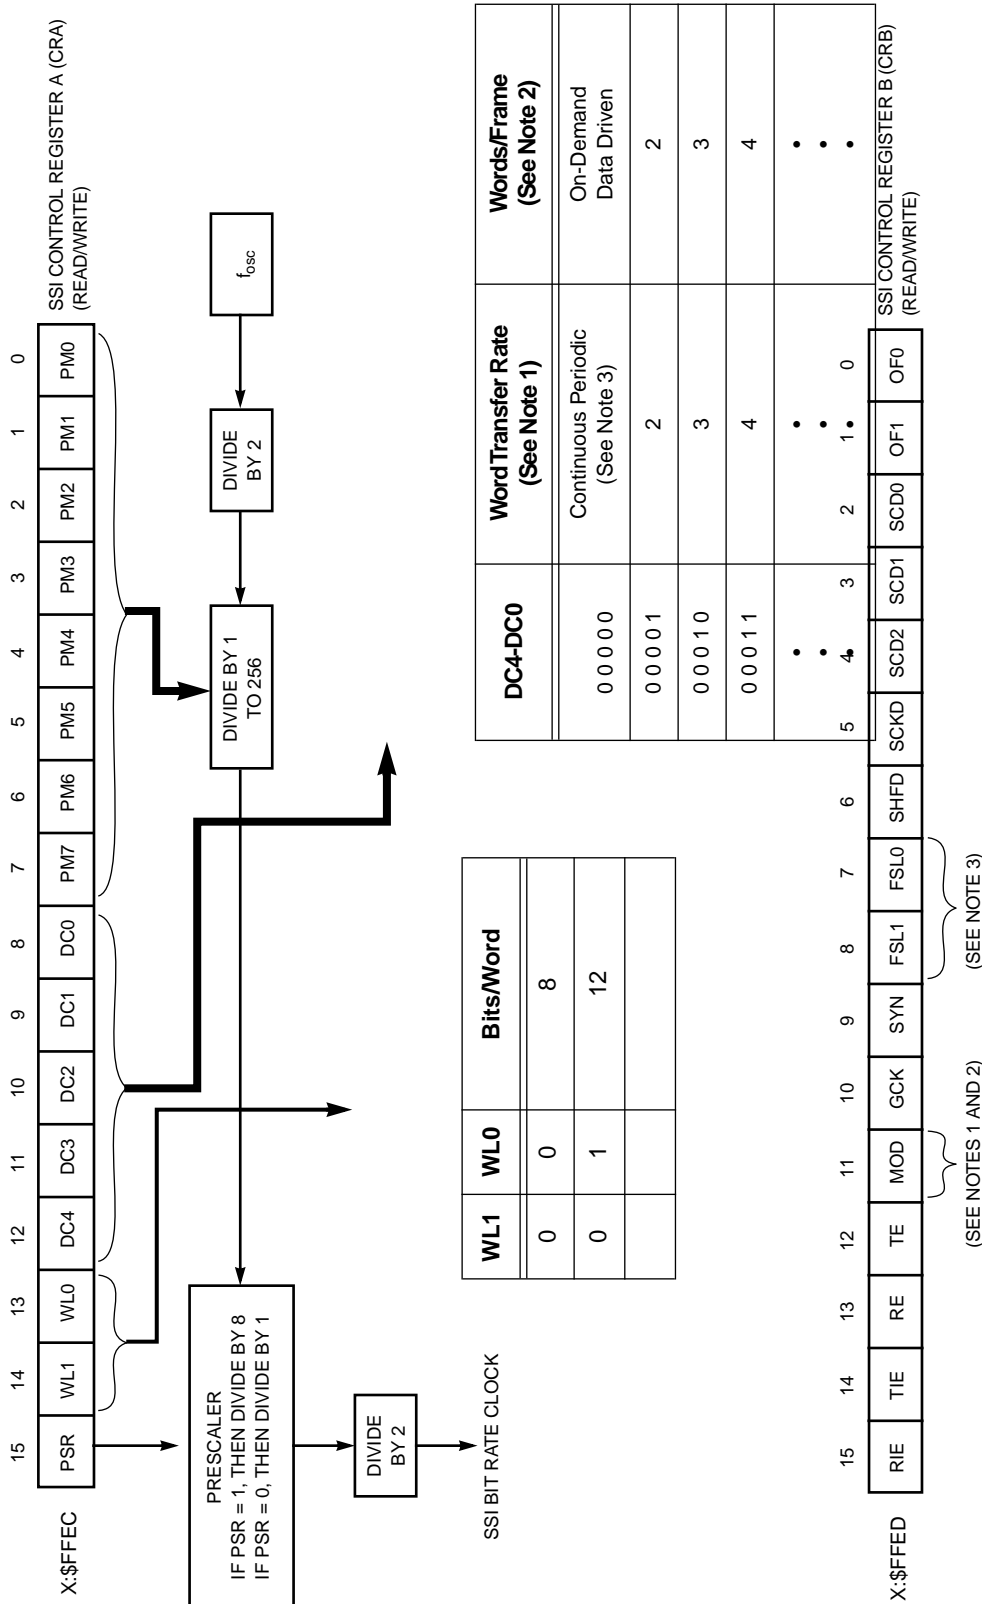 15 14 13 12 11 10 9 8 7 6 5 4 3 2 1 0
X:$FFEC PSR WL1 WL0 DC4 DC3 DC2 DC1 DC0 PM7 PM6 PM5 PM4 PM3 PM2 PM1 PM0
SSI CONTROL REGISTER A (CRA)
(READ/WRITE)
PRESCALER
IF PSR = 1, THEN DIVIDE BY 8
IF PSR = 0, THEN DIVIDE BY 1
DIVIDE BY 1
TO 256
DIVIDE
BY 2
fosc
DIVIDE
BY 2
SSI BIT RATE CLOCK
WL1 WL0 Bits/Word
0 0 8
0 1 12
DC4-DC0 Word Transfer Rate Words/Frame
(See Note 1) (See Note 2)
0 0 0 0 0 Continuous Periodic On-Demand
(See Note 3) Data Driven
0 0 0 0 1 2 2
0 0 0 1 0 3 3
0 0 0 1 1 4 4
• • •
• • •
• • •
15 14 13 12 11 10 9 8 7 6 5 4 3 2 1 0
X:$FFED RIE TIE RE TE MOD GCK SYN FSL1 FSL0 SHFD SCKD SCD2 SCD1 SCD0 OF1 OF0
SSI CONTROL REGISTER B (CRB)
(READ/WRITE)
(SEE NOTES 1 AND 2) (SEE NOTE 3)